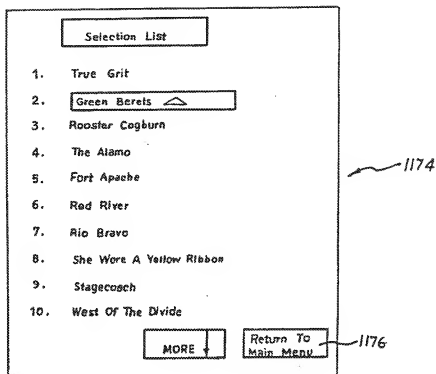 Selection List
1. True Grit
2. Green Berets
3. Rooster Cogburn
4. The Alamo
5. Fort Apache
6. Red River
7. Rio Bravo
8. She Wore A Yellow Ribbon
9. Stagecoach
10. West Of The Divide
MORE
Return To
Main Menu
1174
1176